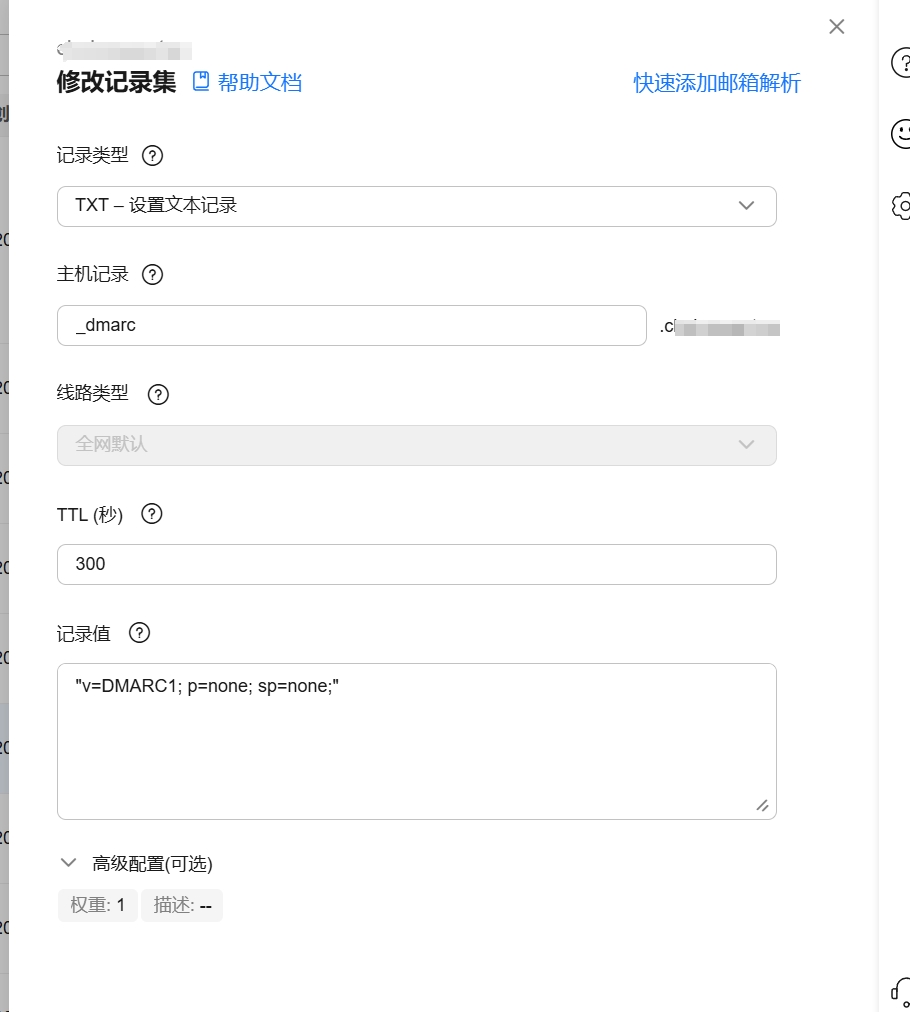 修改记录集 帮助文档 快速添加邮箱解析
记录类型
TXT – 设置文本记录
主机记录
_dmarc
线路类型
全网默认
TTL (秒)
300
记录值
"v=DMARC1; p=none; sp=none;"
高级配置(可选)
权重: 1 描述: --